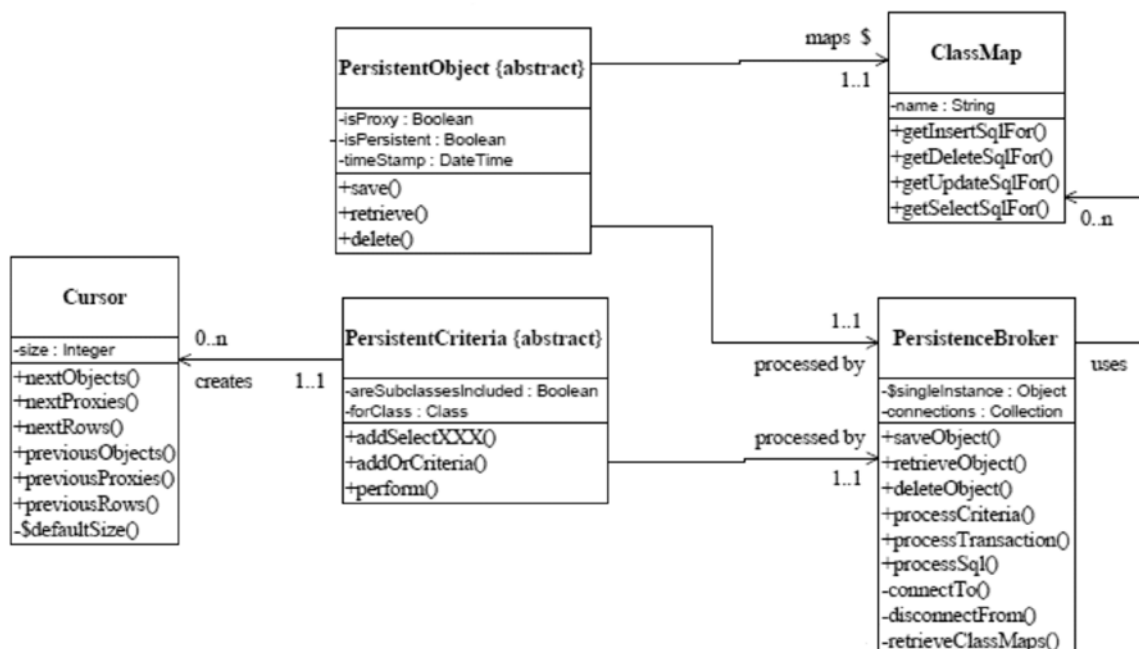 PersistentObject {abstract}
-isProxy : Boolean
-isPersistent : Boolean
-timeStamp : DateTime
+save()
+retrieve()
+delete()
maps $
1..1
ClassMap
-name : String
+getInsertSqlFor()
+getDeleteSqlFor()
+getUpdateSqlFor()
+getSelectSqlFor()
0..n
Cursor
-size : Integer
+nextObjects()
+nextProxies()
+nextRows()
+previousObjects()
+previousProxies()
+previousRows()
-$defaultSize()
0..n
creates
1..1
PersistentCriteria {abstract}
-areSubclassesIncluded : Boolean
-forClass : Class
+addSelectXXX()
+addOrCriteria()
+perform()
1..1
processed by
processed by
1..1
PersistenceBroker
-$singleInstance : Object
-connections : Collection
+saveObject()
+retrieveObject()
+deleteObject()
+processCriteria()
+processTransaction()
+processSql()
-connectTo()
-disconnectFrom()
-retrieveClassMaps()
uses